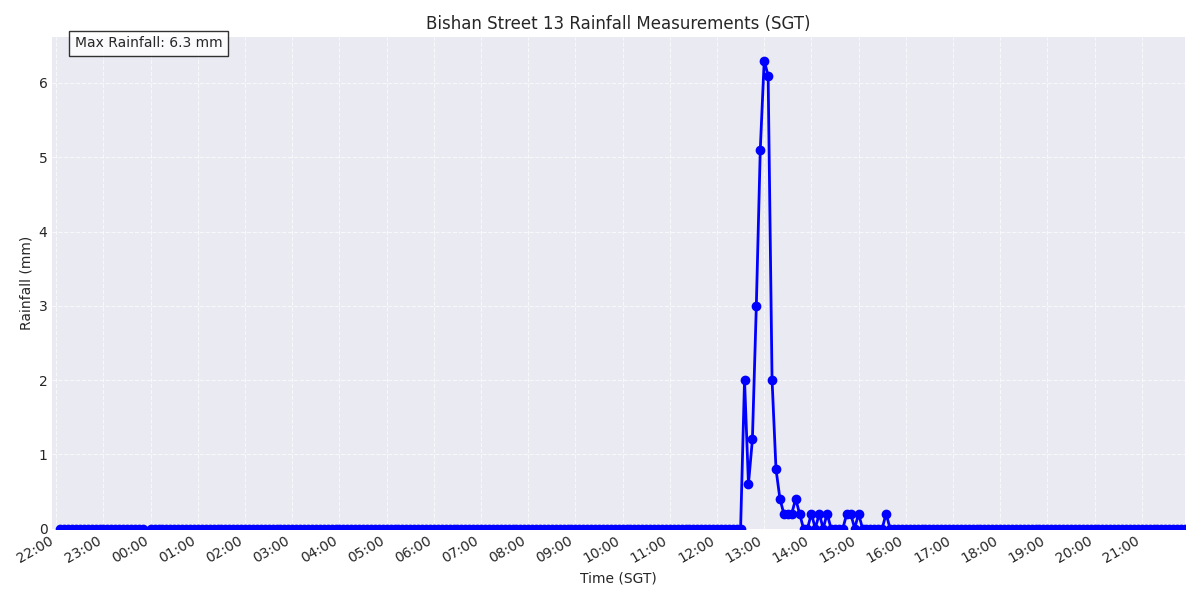 Bishan Street 13 Rainfall Measurements (SGT)
Max Rainfall: 6.3 mm
6
5
4
3
2
1
0
Rainfall (mm)
22:00 23:00 00:00 01:00 02:00 03:00 04:00 05:00 06:00 07:00 08:00 09:00 10:00 11:00 12:00 13:00 14:00 15:00 16:00 17:00 18:00 19:00 20:00 21:00
Time (SGT)